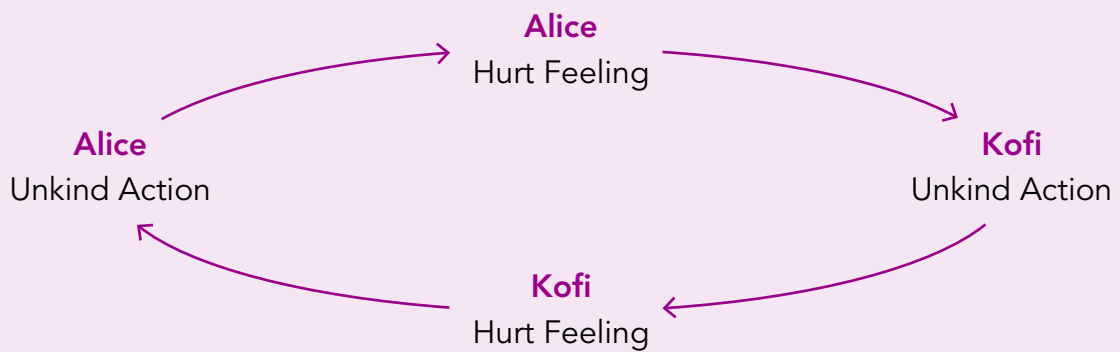 Alice
Hurt Feeling
Alice
Unkind Action
Kofi
Unkind Action
Kofi
Hurt Feeling